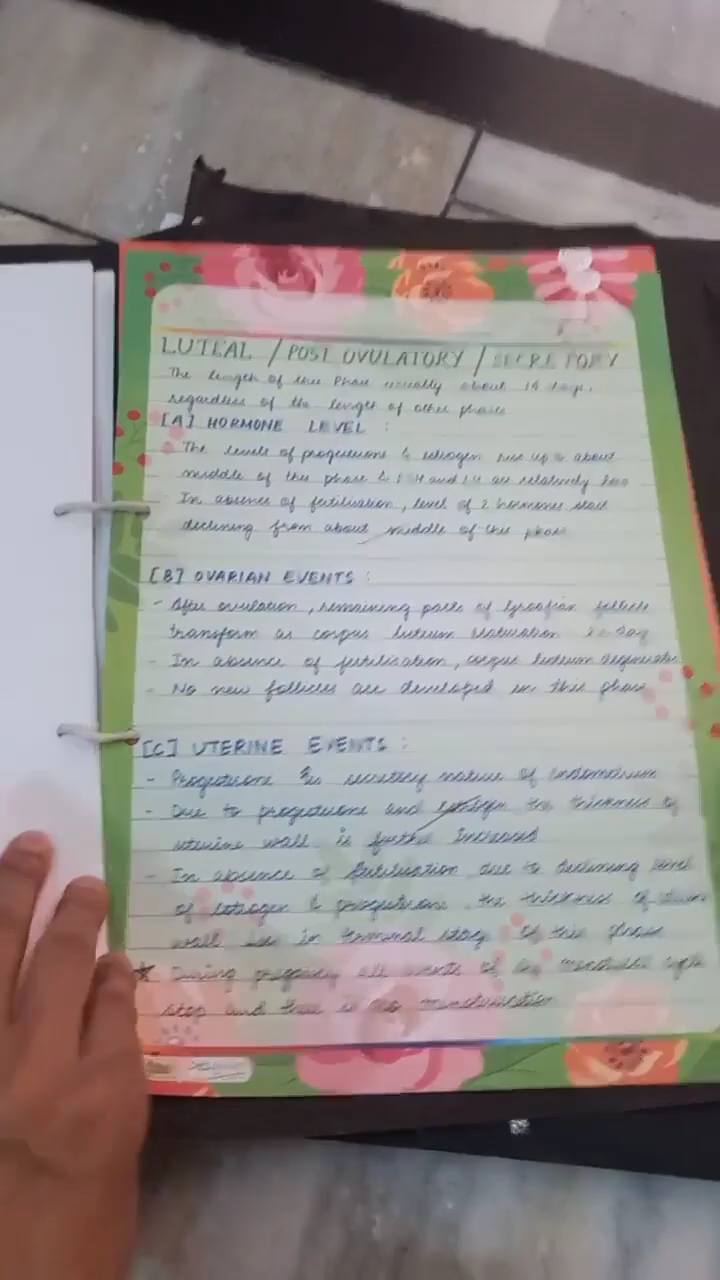 LUTEAL / POST OVULATORY / SECRETORY
The length of this Phase usually about 14 days,
regardless of the length of other phase
[A] HORMONE LEVEL :
The levels of progesterone & estrogen rise up to about
middle of this phase & FSH and LH are relatively low
In absence of fertilisation, level of 2 hormones start
declining from about middle of this phase
[B] OVARIAN EVENTS :
- After ovulation, remaining parts of Graafian follicle
transform as corpus luteum
- In absence of fertilisation, corpus luteum degenerates
- No new follicles are developed in this phase
[C] UTERINE EVENTS :
- Progesterone secretory nature of endometrium
- Due to progesterone and estrogen the thickness of
uterine wall is further Increased
- In absence of fertilisation due to declining level
of estrogen & progesterone, the thickness of
wall in terminal stage of this phase
During pregnancy all events of menstrual cycle
stop and there is no menstruation